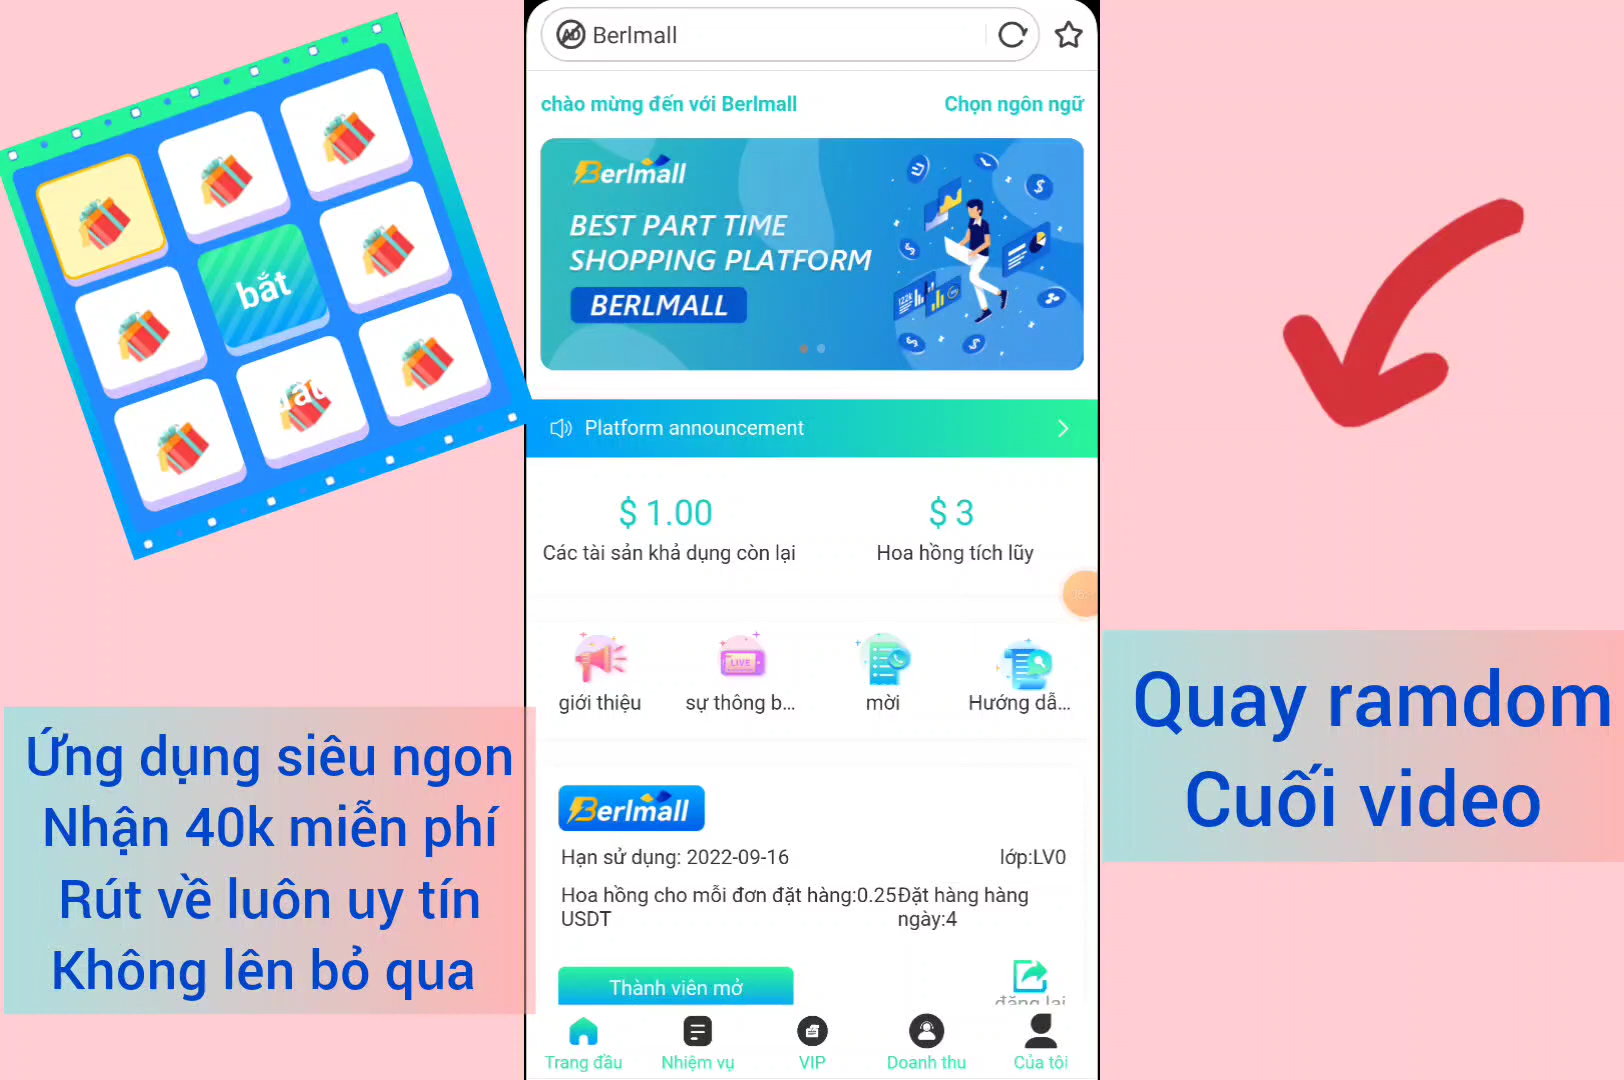 Berlmall
chào mừng đến với Berlmall
Chọn ngôn ngữ
Berlmall
BEST PART TIME
SHOPPING PLATFORM
BERLMALL
bắt
Platform announcement
$ 1.00
Các tài sản khả dụng còn lại
$ 3
Hoa hồng tích lũy
LIVE
giới thiệu
sự thông b...
mời
Hướng dẫ...
Ứng dụng siêu ngon
Nhận 40k miễn phí
Rút về luôn uy tín
Không lên bỏ qua
Quay ramdom
Cuối video
Berlmall
Hạn sử dụng: 2022-09-16
lớp:LV0
Hoa hồng cho mỗi đơn đặt hàng:0.25
USDT
Đặt hàng hàng
ngày:4
Thành viên mở
đăng lại
Trang đầu
Nhiệm vụ
VIP
Doanh thu
Của tôi